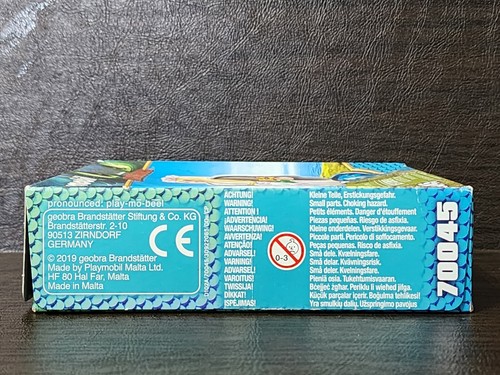 pronounced: play-mo-beel
geobra Brandstätter Stiftung & Co. KG
Brandstätterstr. 2-10
90513 ZIRNDORF
GERMANY
© 2019 geobra Brandstätter
Made by Playmobil Malta Ltd.
HF 80 Hal Far, Malta
Made in Malta
CE
ACHTUNG!
WARNING!
ATTENTION !
¡ADVERTENCIA!
WAARSCHUWING!
AVVERTENZA!
ATENÇÃO!
ADVARSEL!
VARNING!
ADVARSEL!
VAROITUS!
TWISSIJA!
DİKKAT!
ĮSPĖJIMAS!
0-3
Kleine Teile, Erstickungsgefahr.
Small parts. Choking hazard.
Petits éléments. Danger d'étouffement
Piezas pequeñas. Riesgo de asfixia.
Kleine onderdelen. Verstikkingsgevaar.
Piccole parti. Pericolo di soffocamento.
Peças pequenas. Risco de asfixia.
Små dele. Kvælningsfare.
Små delar. Kvävningsrisk.
Små deler. Kvelningsfare.
Pieniä osia. Tukehtumisvaaran.
Bċejjeċ żgħar. Periklu li wieħed jifga.
Küçük parçalar içerir. Boğulma tehlikesi!
Yra smulkių dalių. Užspringimo pavojus
70045